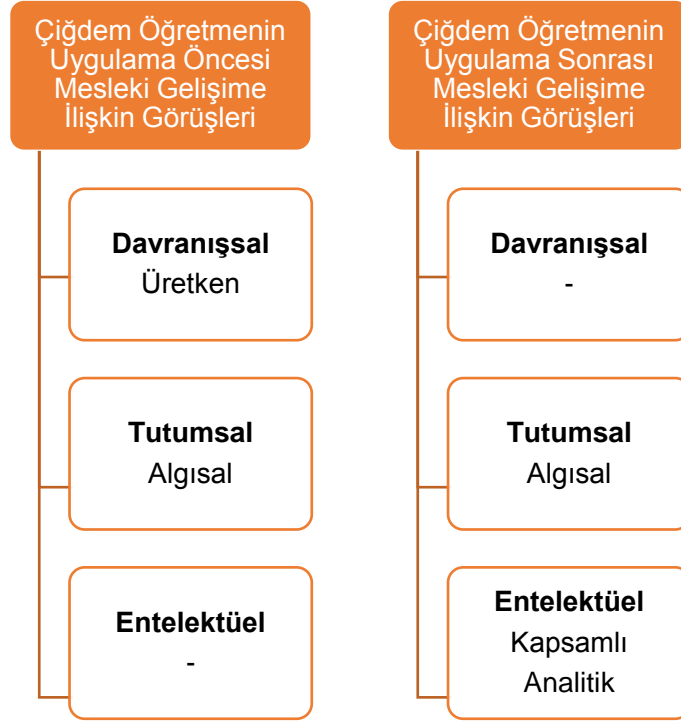 Çiğdem Öğretmenin
Uygulama Öncesi
Mesleki Gelişime
İlişkin Görüşleri
Davranışsal
Üretken
Tutumsal
Algısal
Entelektüel
-
Çiğdem Öğretmenin
Uygulama Sonrası
Mesleki Gelişime
İlişkin Görüşleri
Davranışsal
-
Tutumsal
Algısal
Entelektüel
Kapsamlı
Analitik